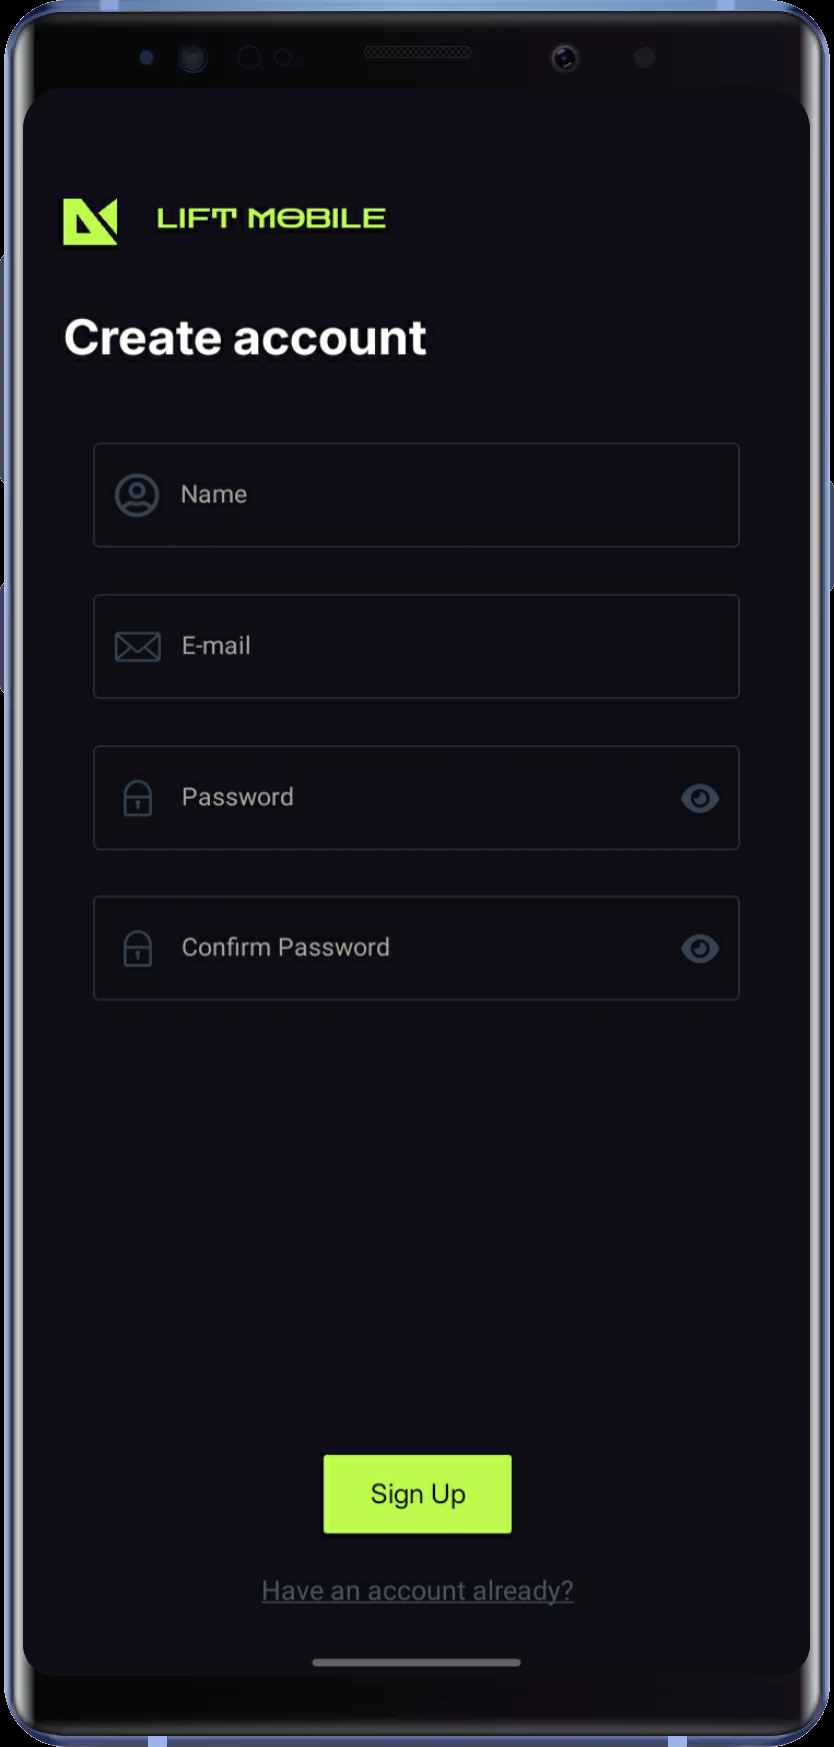 LIFT MOBILE
Create account
Name
E-mail
Password
Confirm Password
Sign Up
Have an account already?